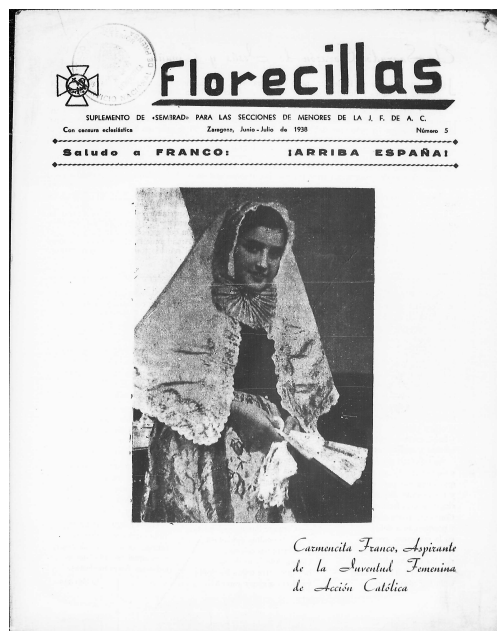 Florecillas
SUPLEMENTO DE «SEMBRAD» PARA LAS SECCIONES DE MENORES DE LA J. F. DE A. C.
Con censura eclesiástica Zaragoza, Junio-Julio de 1938 Número 5
Saludo a FRANCO: ¡ARRIBA ESPAÑA!
Carmencita Franco, Aspirante
de la Juventud Femenina
de Acción Católica